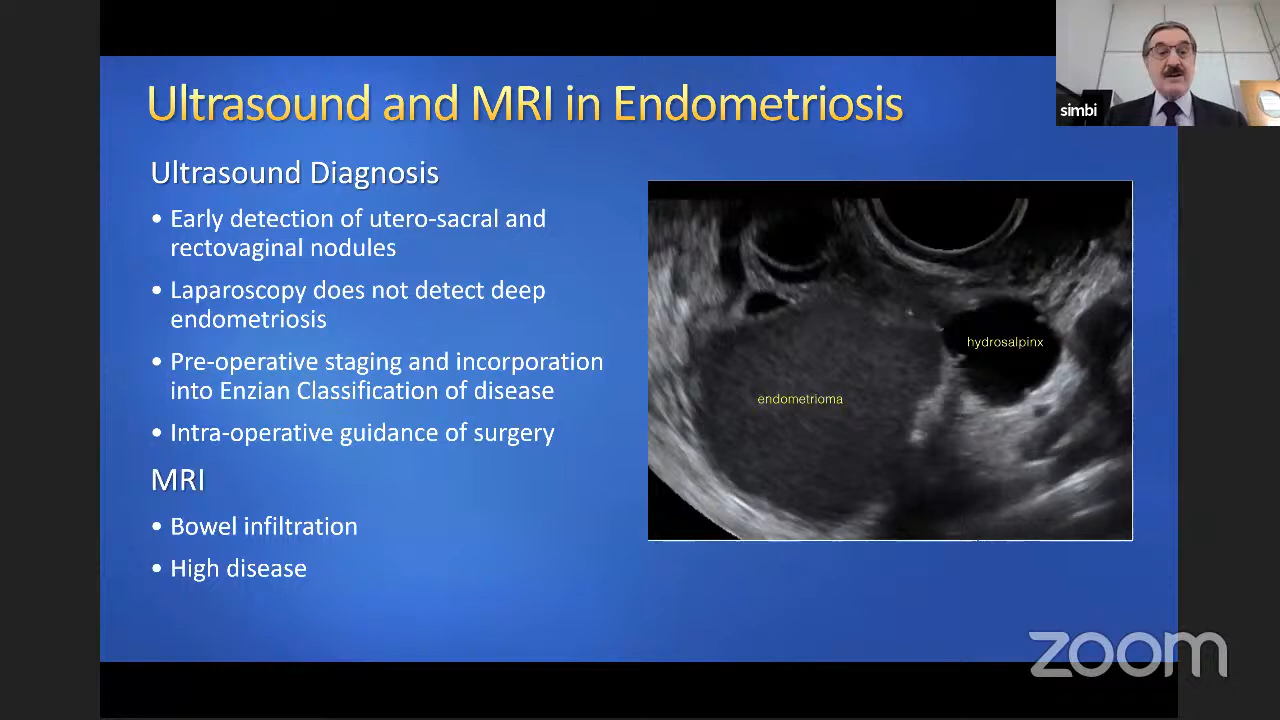 Ultrasound and MRI in Endometriosis
simbi
Ultrasound Diagnosis
• Early detection of utero-sacral and
rectovaginal nodules
• Laparoscopy does not detect deep
endometriosis
• Pre-operative staging and incorporation
into Enzian Classification of disease
• Intra-operative guidance of surgery
MRI
• Bowel infiltration
• High disease
hydrosalpinx
endometrioma
zoom